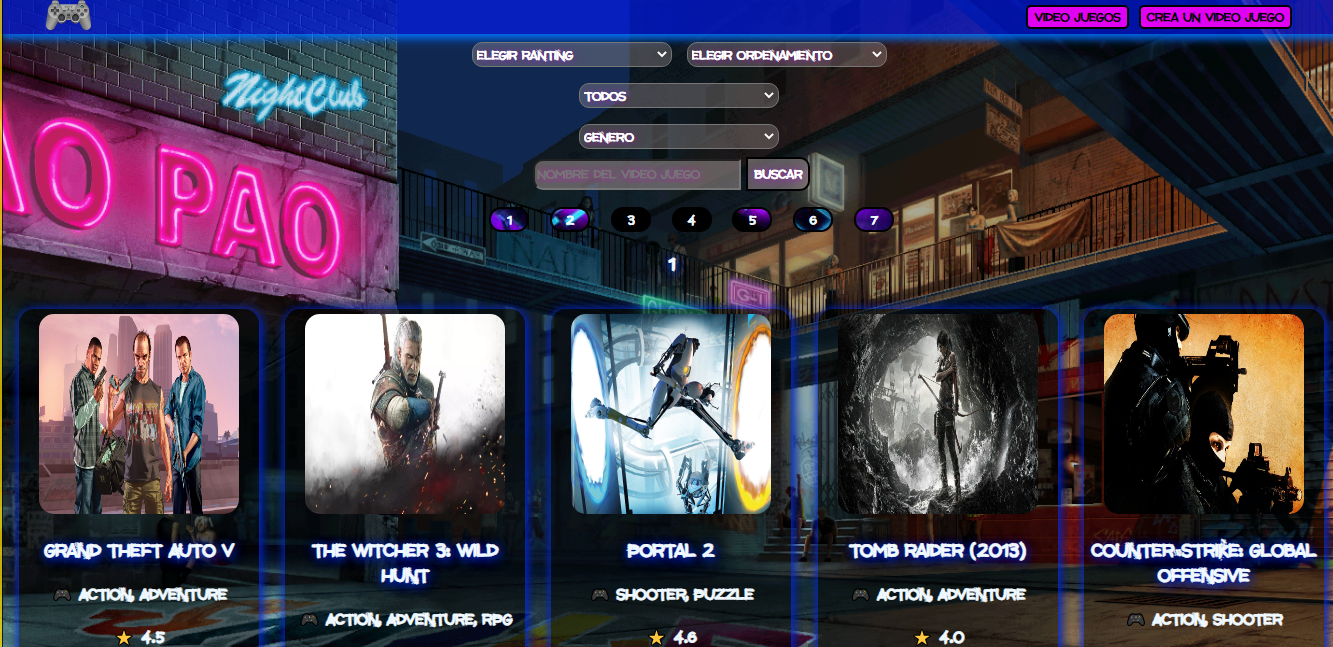 VIDEO JUEGOS CREA UN VIDEO JUEGO
ELEGIR RANTING ELEGIR ORDENAMIENTO
NightClub
TODOS
GENERO
NOMBRE DEL VIDEO JUEGO BUSCAR
AO PAO
1 2 3 4 5 6 7
NAIL
1
GRAND THEFT AUTO V
THE WITCHER 3: WILD
HUNT
PORTAL 2
TOMB RAIDER (2013)
COUNTER-STRIKE: GLOBAL
OFFENSIVE
ACTION, ADVENTURE
ACTION, ADVENTURE, RPG
SHOOTER, PUZZLE
ACTION, ADVENTURE
ACTION, SHOOTER
4.5
4.6
4.0